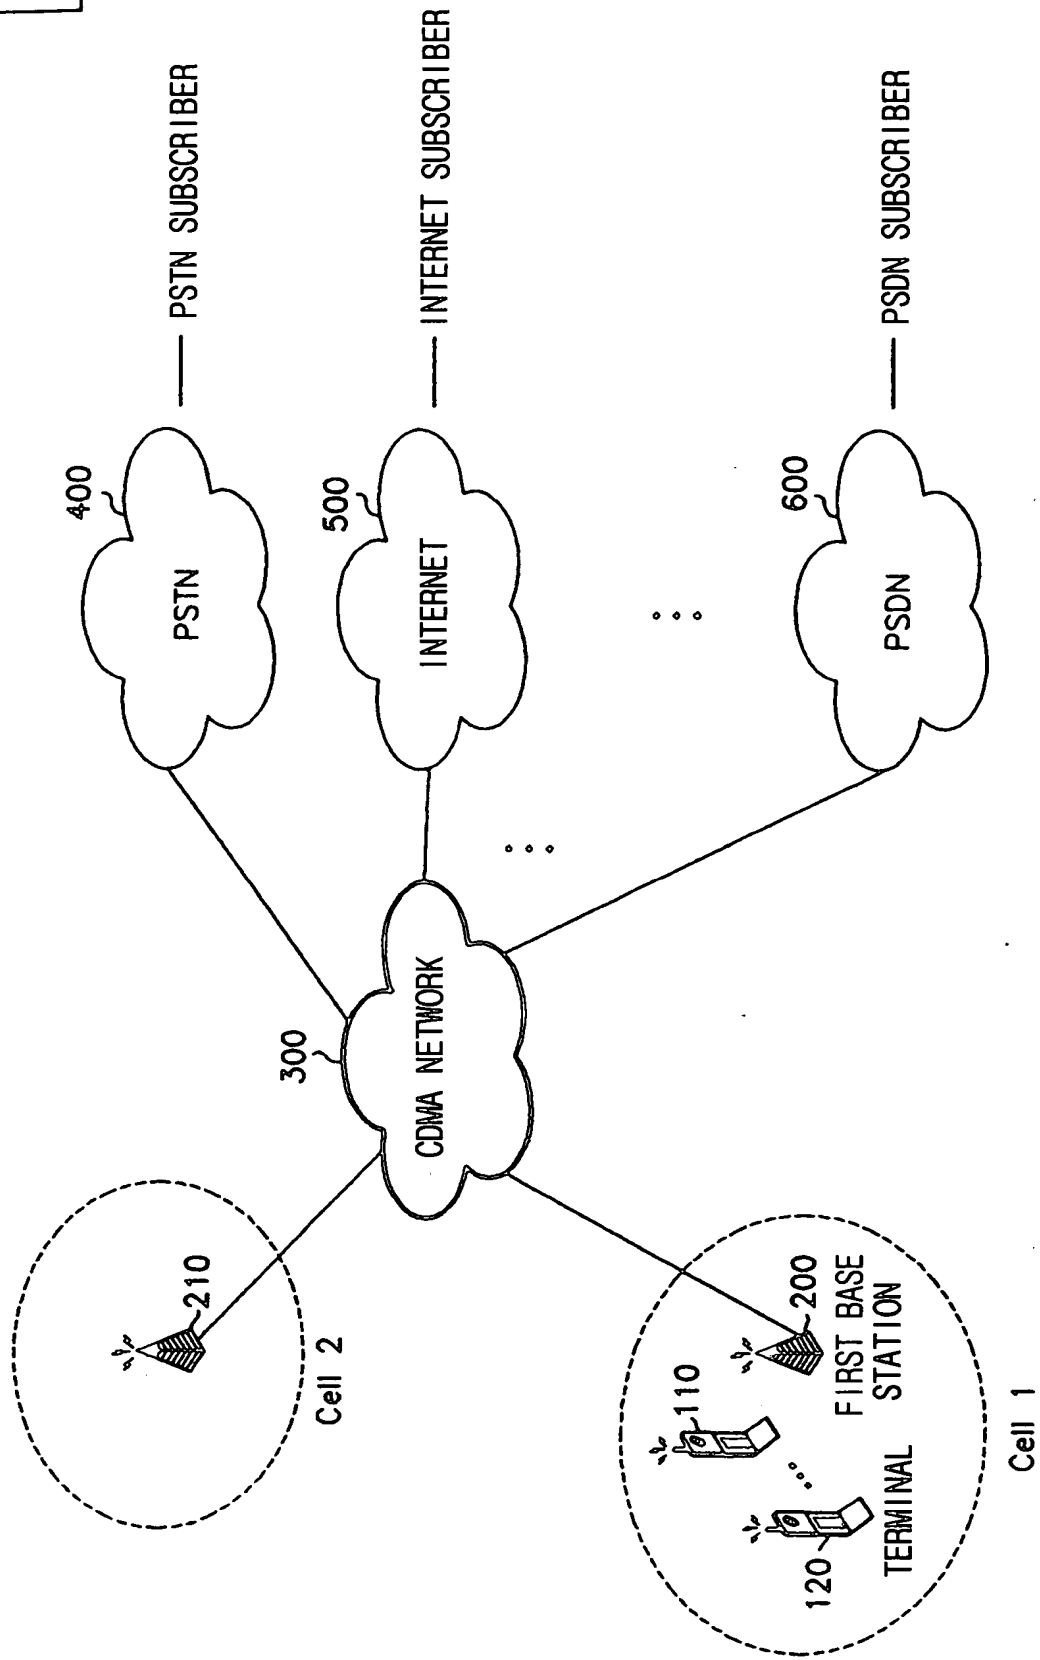 Cell 2
210
300
CDMA NETWORK
400
PSTN
PSTN SUBSCRIBER
500
INTERNET
INTERNET SUBSCRIBER
600
PSDN
PSDN SUBSCRIBER
110
120
TERMINAL
200
FIRST BASE
STATION
Cell 1